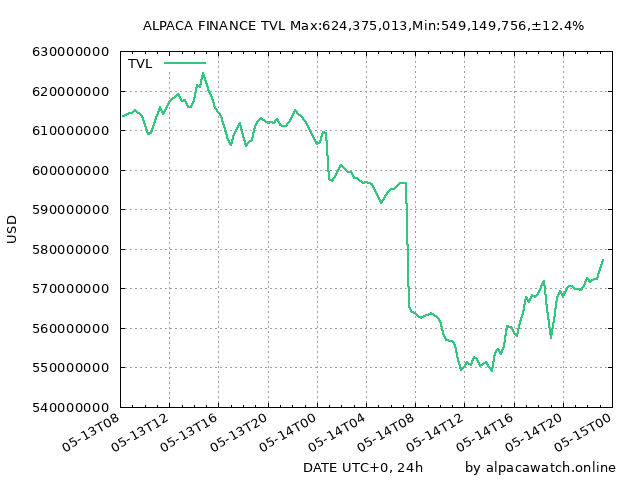 ALPACA FINANCE TVL Max:624,375,013,Min:549,149,756,±12.4%
TVL
USD
630000000
620000000
610000000
600000000
590000000
580000000
570000000
560000000
550000000
540000000
05-13T08
05-13T12
05-13T16
05-13T20
05-14T00
05-14T04
05-14T08
05-14T12
05-14T16
05-14T20
05-15T00
DATE UTC+0, 24h
by alpacawatch.online